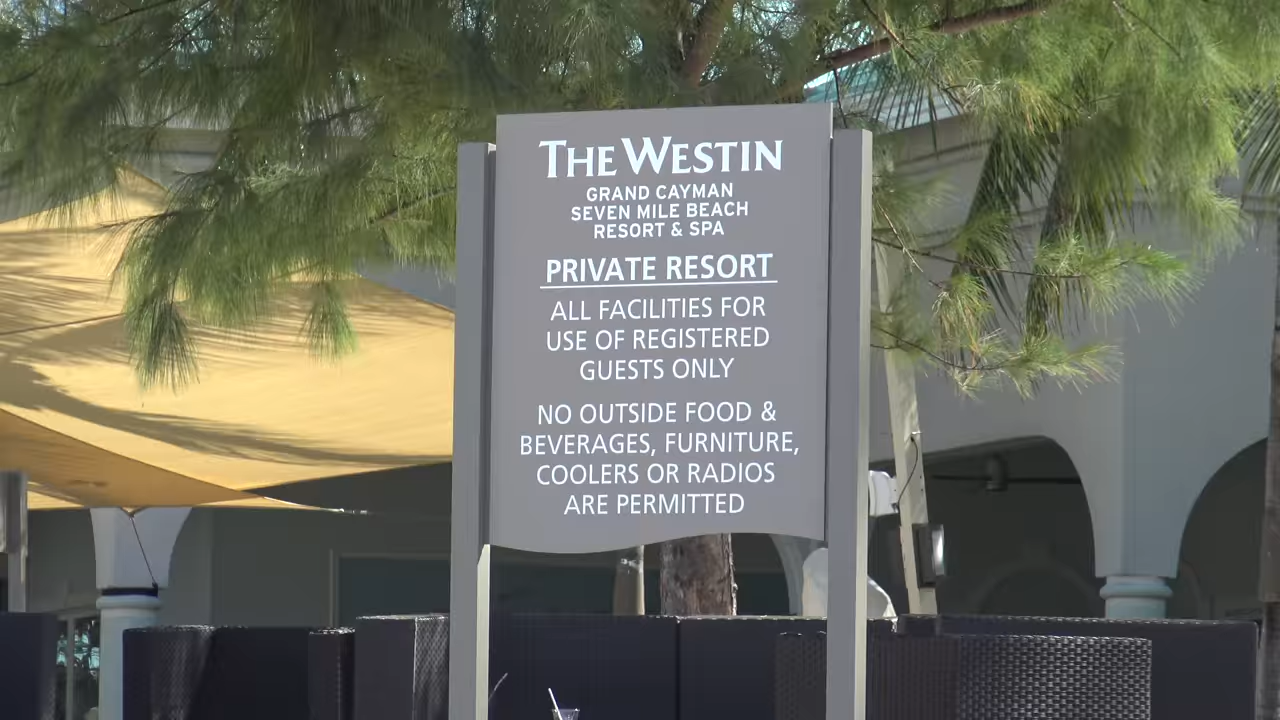 THE WESTIN
GRAND CAYMAN
SEVEN MILE BEACH
RESORT & SPA
PRIVATE RESORT
ALL FACILITIES FOR
USE OF REGISTERED
GUESTS ONLY
NO OUTSIDE FOOD &
BEVERAGES, FURNITURE,
COOLERS OR RADIOS
ARE PERMITTED